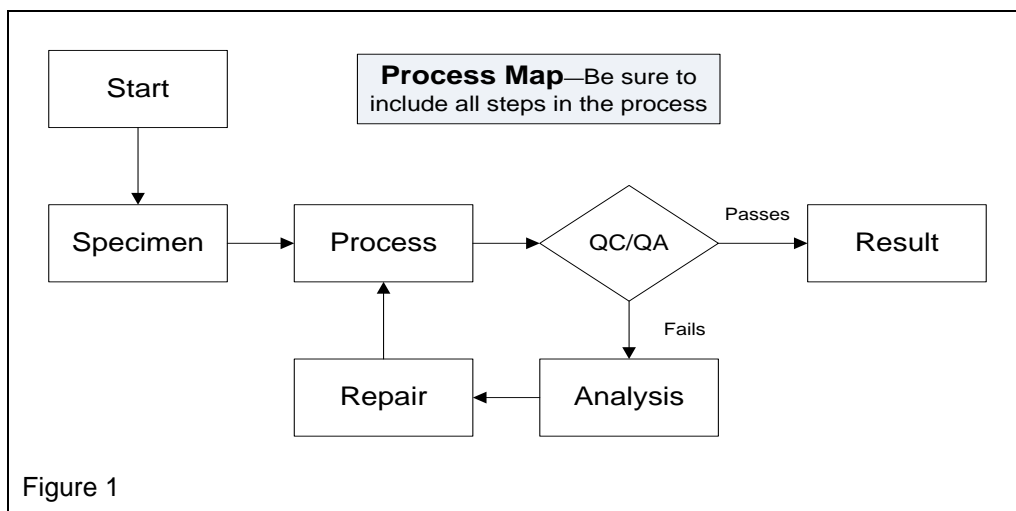 Start
Process Map—Be sure to
include all steps in the process
Specimen
Process
QC/QA
Passes
Result
Fails
Repair
Analysis
Figure 1